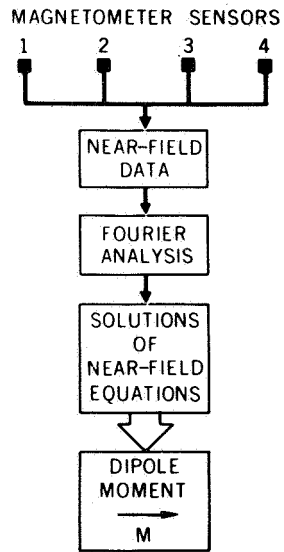 MAGNETOMETER SENSORS
1 2 3 4
NEAR-FIELD
DATA
FOURIER
ANALYSIS
SOLUTIONS
OF
NEAR-FIELD
EQUATIONS
DIPOLE
MOMENT
M